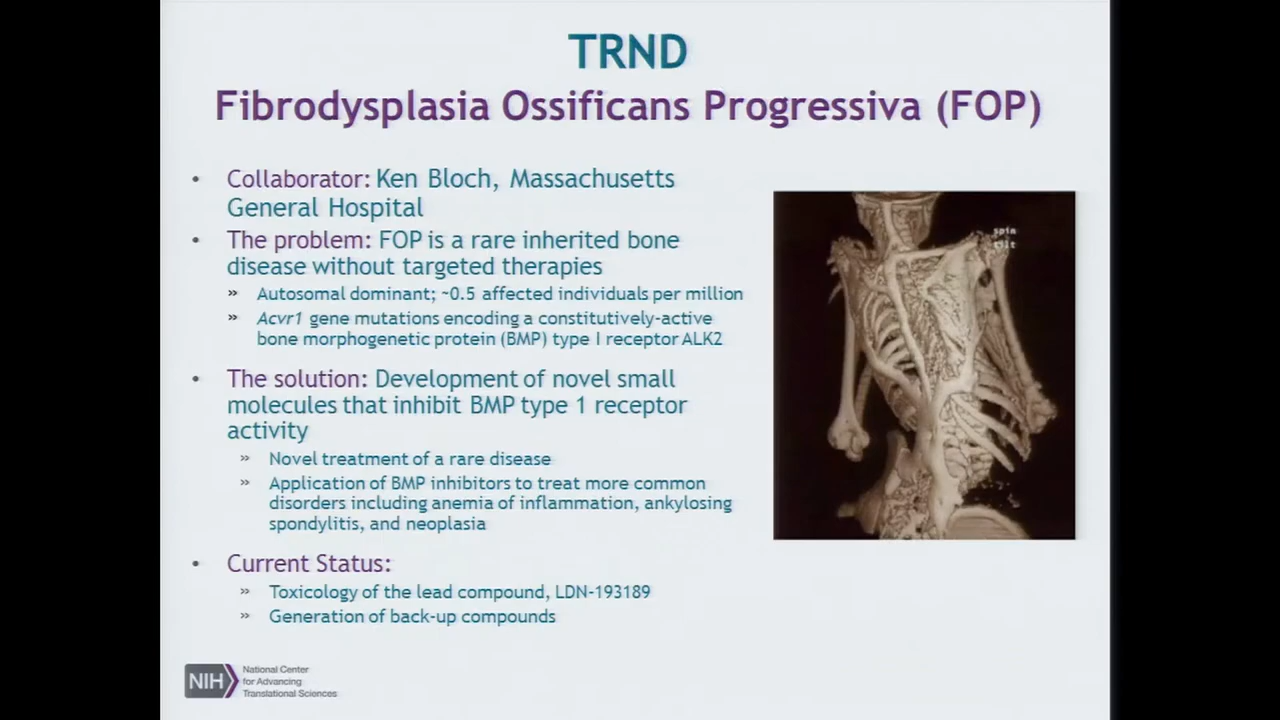 TRND
Fibrodysplasia Ossificans Progressiva (FOP)
• Collaborator: Ken Bloch, Massachusetts
General Hospital
• The problem: FOP is a rare inherited bone
disease without targeted therapies
» Autosomal dominant; ~0.5 affected individuals per million
» Acvr1 gene mutations encoding a constitutively-active
bone morphogenetic protein (BMP) type I receptor ALK2
• The solution: Development of novel small
molecules that inhibit BMP type 1 receptor
activity
» Novel treatment of a rare disease
» Application of BMP inhibitors to treat more common
disorders including anemia of inflammation, ankylosing
spondylitis, and neoplasia
• Current Status:
» Toxicology of the lead compound, LDN-193189
» Generation of back-up compounds
spin
tilt
NIH
National Center
for Advancing
Translational Sciences